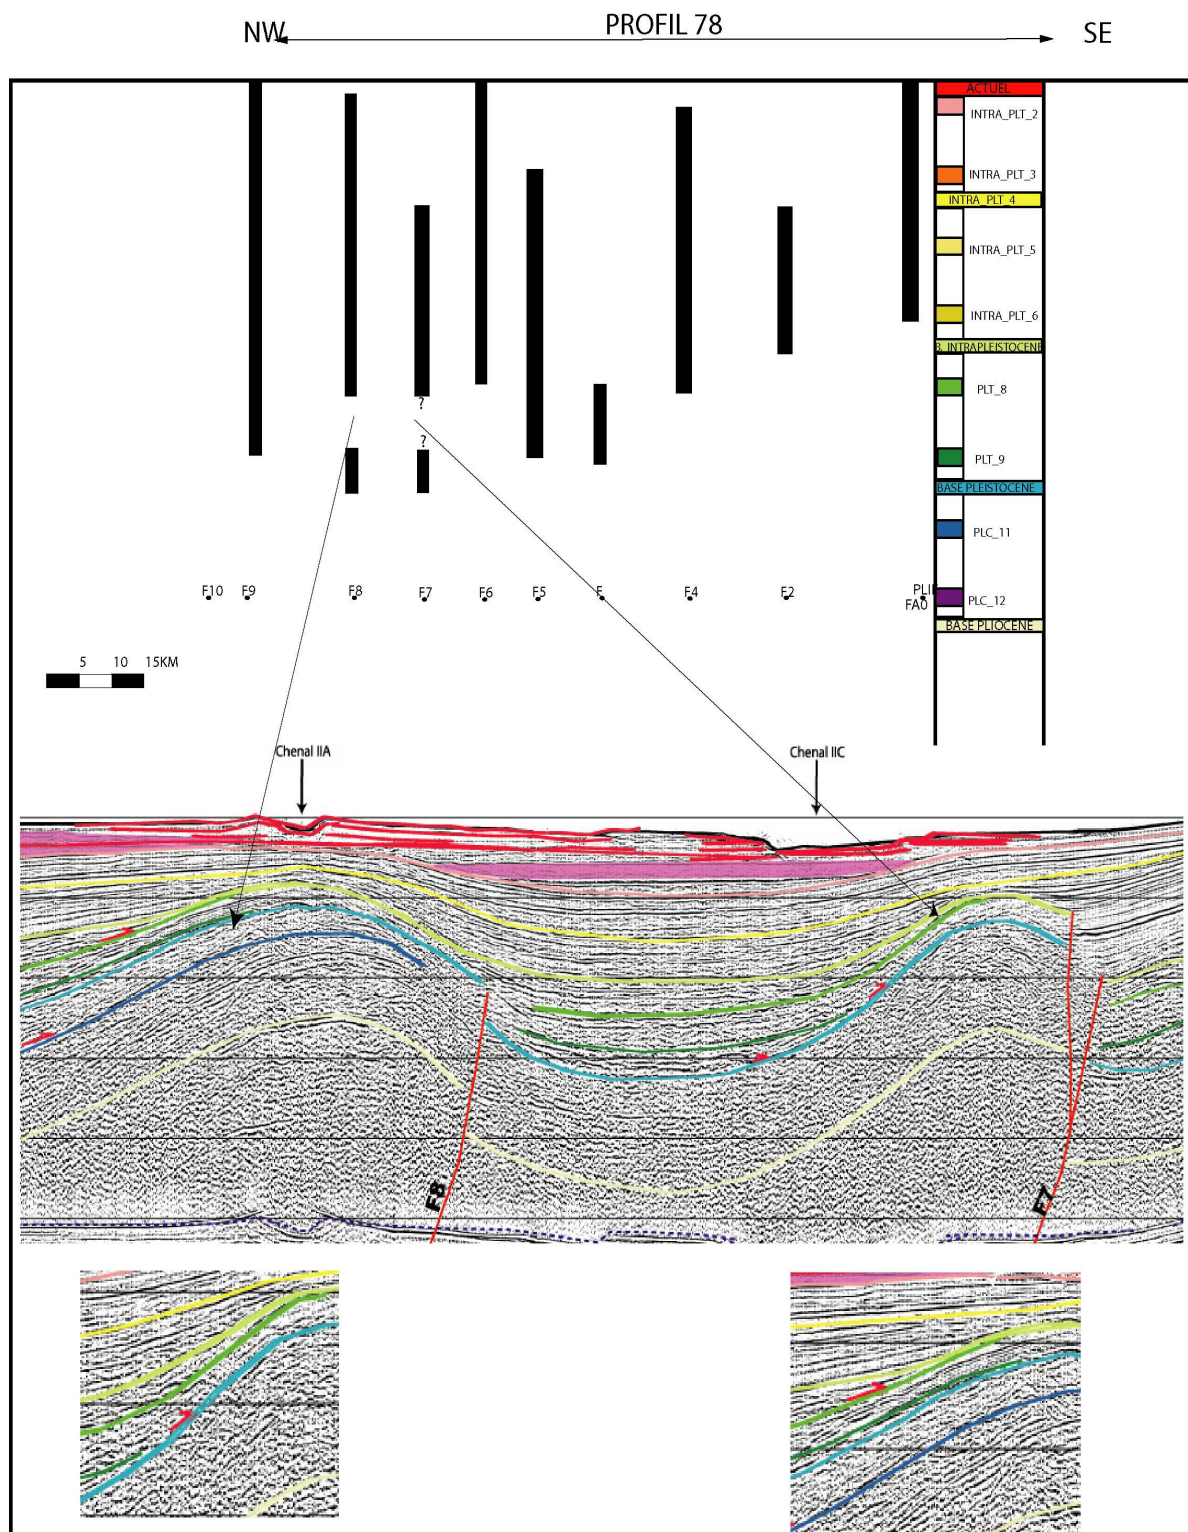 NW
PROFIL 78
SE
ACTUEL
INTRA_PLT_2
INTRA_PLT_3
INTRA_PLT_4
INTRA_PLT_5
INTRA_PLT_6
B. INTRAPLEISTOCENE
PLT_8
?
?
PLT_9
BASE PLEISTOCENE
PLC_11
F10 F9 F8 F7 F6 F5 F F4 F2 PLII
FA0
PLC_12
BASE PLIOCENE
5 10 15KM
Chenal IIA
Chenal IIC
F8
F7